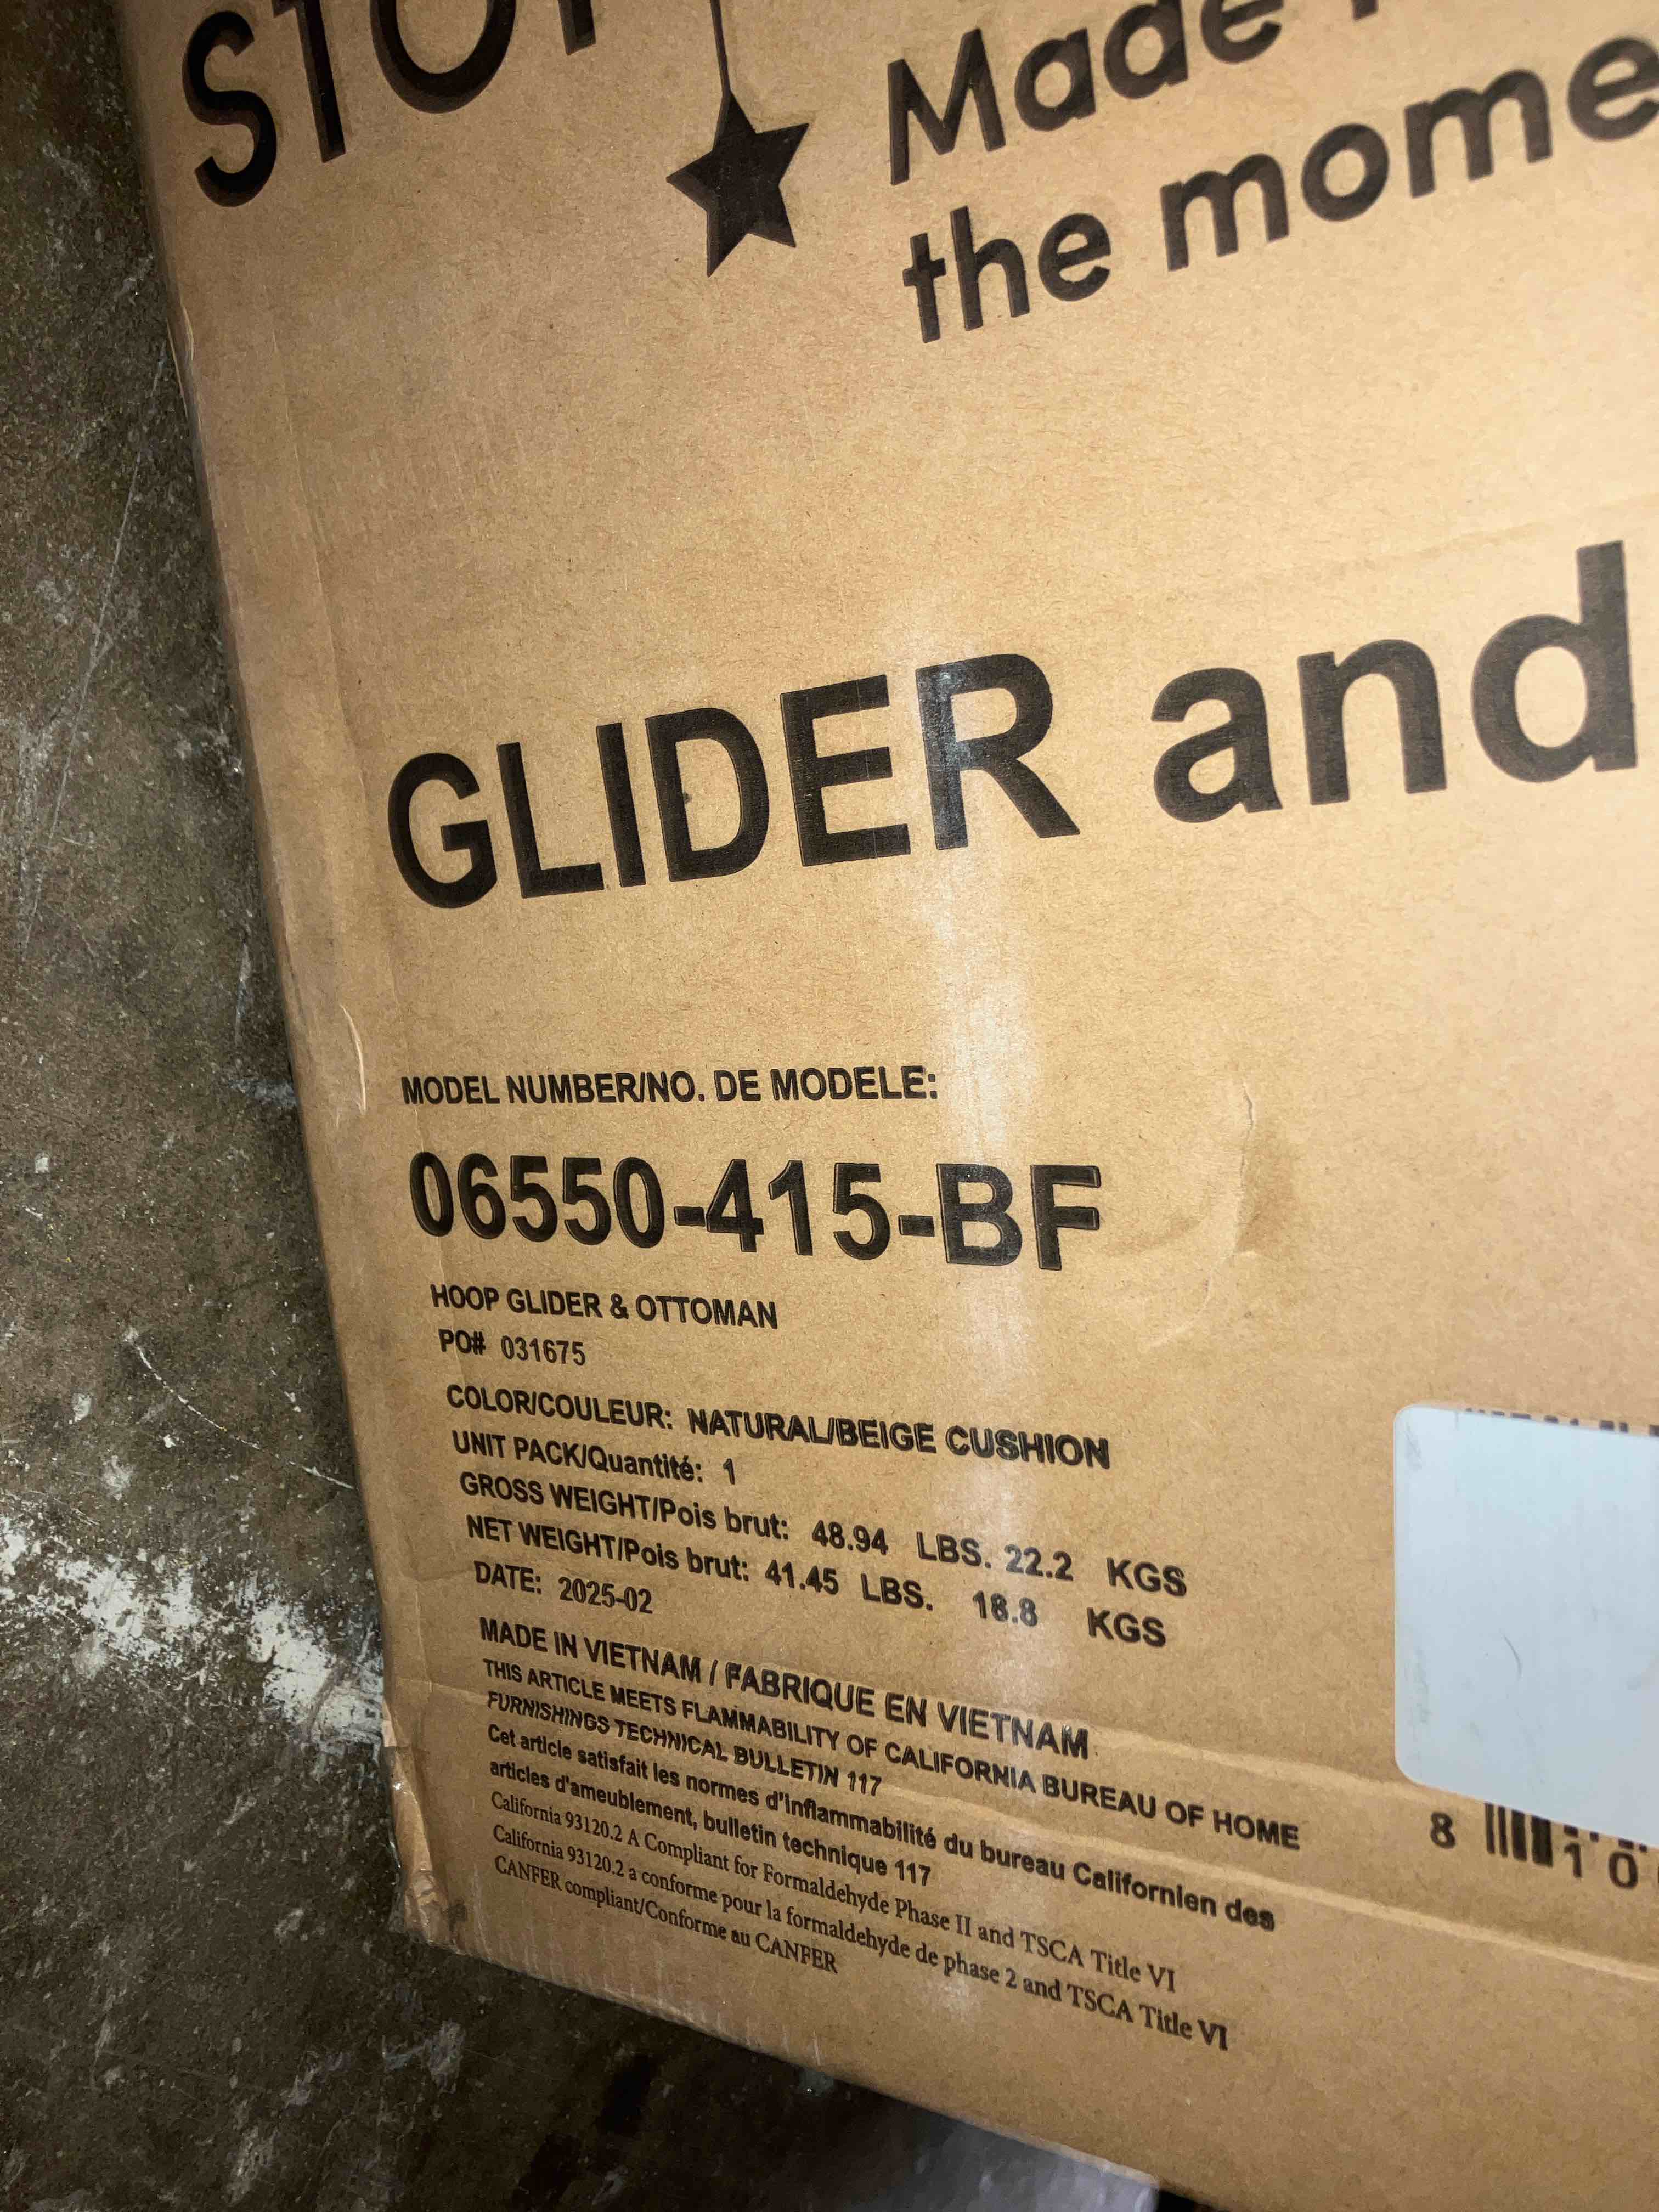 Made
the
GLIDER and
MODEL NUMBER/NO. DE MODELE:
06550-415-BF
HOOP GLIDER & OTTOMAN
PO# 031675
COLOR/COULEUR: NATURAL/BEIGE CUSHION
UNIT PACK/Quantité: 1
GROSS WEIGHT/Pois brut: 48.94 LBS. 22.2 KGS
NET WEIGHT/Pois brut: 41.45 LBS. 18.8 KGS
DATE: 2025-02
MADE IN VIETNAM / FABRIQUE EN VIETNAM
THIS ARTICLE MEETS FLAMMABILITY OF CALIFORNIA BUREAU OF HOME
FURNISHINGS TECHNICAL BULLETIN 117
Cet article satisfait les normes d'inflammabilité du bureau Californien des
articles d'ameublement, bulletin technique 117
California 93120.2 A Compliant for Formaldehyde Phase II and TSCA Title VI
California 93120.2 a conforme pour la formaldehyde de phase 2 and TSCA Title VI
CANFER compliant/Conforme au CANFER
8 10